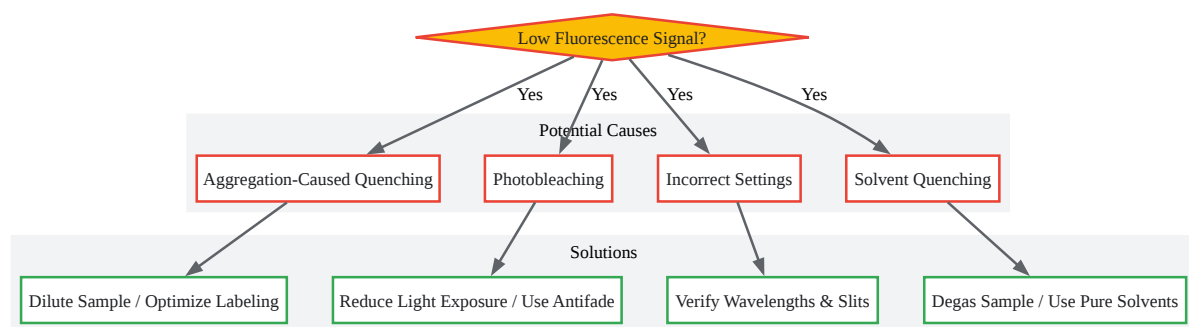 Low Fluorescence Signal?
Yes
Yes
Yes
Yes
Potential Causes
Aggregation-Caused Quenching
Photobleaching
Incorrect Settings
Solvent Quenching
Solutions
Dilute Sample / Optimize Labeling
Reduce Light Exposure / Use Antifade
Verify Wavelengths & Slits
Degas Sample / Use Pure Solvents